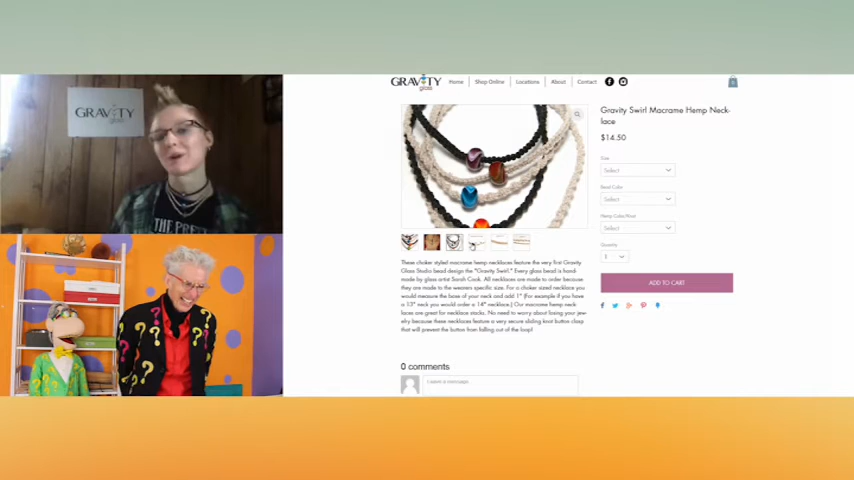 GRAVITY
glass
THE PRET
GRAVITY
glass
Home
Shop Online
Locations
About
Contact
0
Gravity Swirl Macrame Hemp Neck-
lace
$14.50
Size
Select
Bead Color
Select
Hemp Color/Knot
Select
Quantity
1
ADD TO CART
These choker styled macrame hemp necklaces feature the very first Gravity
Glass Studio bead design the "Gravity Swirl." Every glass bead is hand-
made by glass artist Sarah Cook. All necklaces are made to order because
they are made to the wearers specific size. For a choker sized necklace you
would measure the base of your neck and add 1" (For example if you have
a 13" neck you would order a 14" necklace.) Our macrame hemp neck-
laces are great for necklace stacks. No need to worry about losing your jew-
elry because these necklaces feature a very secure sliding knot button clasp
that will prevent the button from falling out of the loop!
0 comments